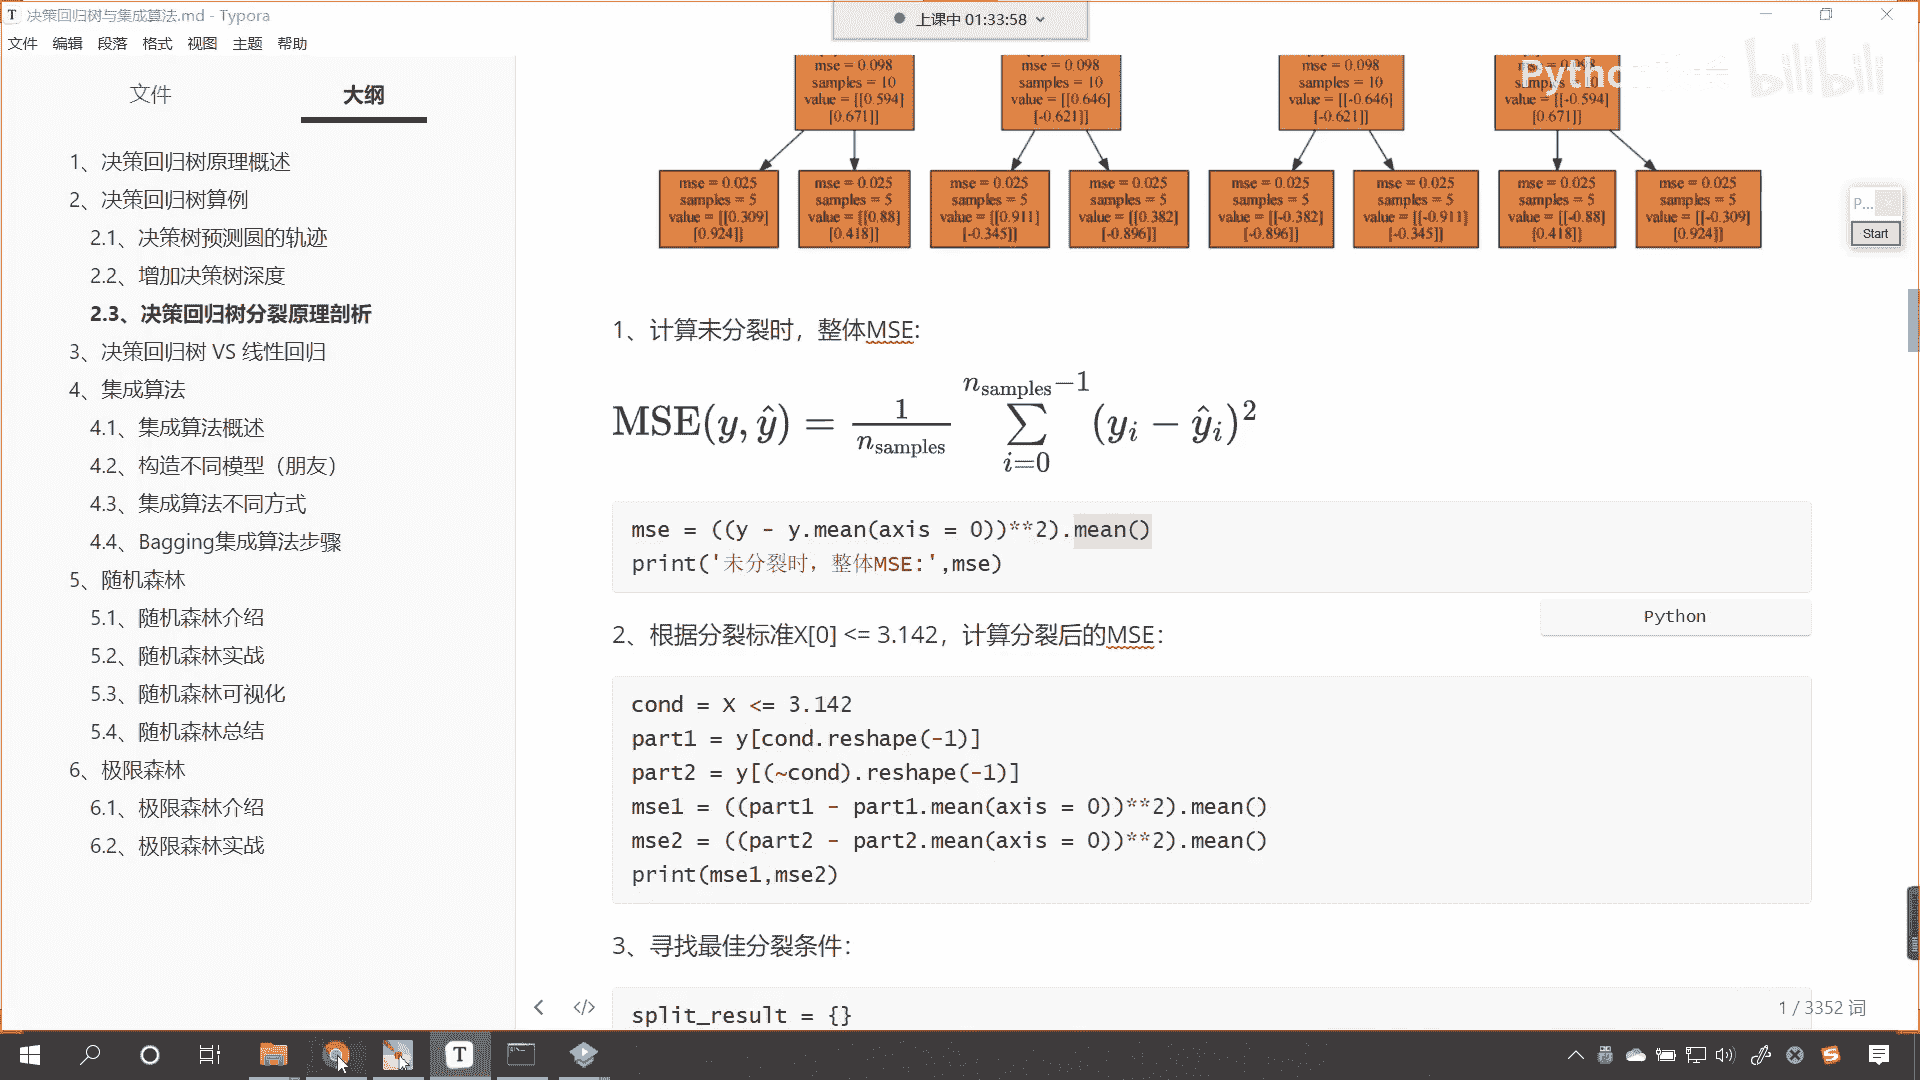 决策回归树与集成算法.md - Typora
上课中 01:33:58
文件 编辑 段落 格式 视图 主题 帮助
文件 大纲
1、决策回归树原理概述
2、决策回归树算例
2.1、决策树预测圆的轨迹
2.2、增加决策树深度
2.3、决策回归树分裂原理剖析
3、决策回归树 VS 线性回归
4、集成算法
4.1、集成算法概述
4.2、构造不同模型（朋友）
4.3、集成算法不同方式
4.4、Bagging集成算法步骤
5、随机森林
5.1、随机森林介绍
5.2、随机森林实战
5.3、随机森林可视化
5.4、随机森林总结
6、极限森林
6.1、极限森林介绍
6.2、极限森林实战
mse = 0.098
samples = 10
value = [[0.594]
[0.671]]
mse = 0.098
samples = 10
value = [[0.646]
[-0.621]]
mse = 0.098
samples = 10
value = [[-0.646]
[-0.621]]
mse = 0.098
samples = 10
value = [[-0.594]
[0.671]]
bilibili
mse = 0.025
samples = 5
value = [[0.309]
[0.924]]
mse = 0.025
samples = 5
value = [[0.88]
[0.418]]
mse = 0.025
samples = 5
value = [[0.911]
[-0.345]]
mse = 0.025
samples = 5
value = [[0.382]
[-0.896]]
mse = 0.025
samples = 5
value = [[-0.382]
[-0.896]]
mse = 0.025
samples = 5
value = [[-0.911]
[-0.345]]
mse = 0.025
samples = 5
value = [[-0.88]
[0.418]]
mse = 0.025
samples = 5
value = [[-0.309]
[0.924]]
P...
Start
1、计算未分裂时，整体MSE:
MSE(y, ŷ) = 1/n_samples ∑_{i=0}^{n_samples−1} (y_i − ŷ_i)²
mse = ((y - y.mean(axis = 0))**2).mean()
print('未分裂时，整体MSE:',mse)
Python
2、根据分裂标准X[0] <= 3.142，计算分裂后的MSE：
cond = X <= 3.142
part1 = y[cond.reshape(-1)]
part2 = y[(~cond).reshape(-1)]
mse1 = ((part1 - part1.mean(axis = 0))**2).mean()
mse2 = ((part2 - part2.mean(axis = 0))**2).mean()
print(mse1,mse2)
3、寻找最佳分裂条件：
split_result = {}
1 / 3352 词